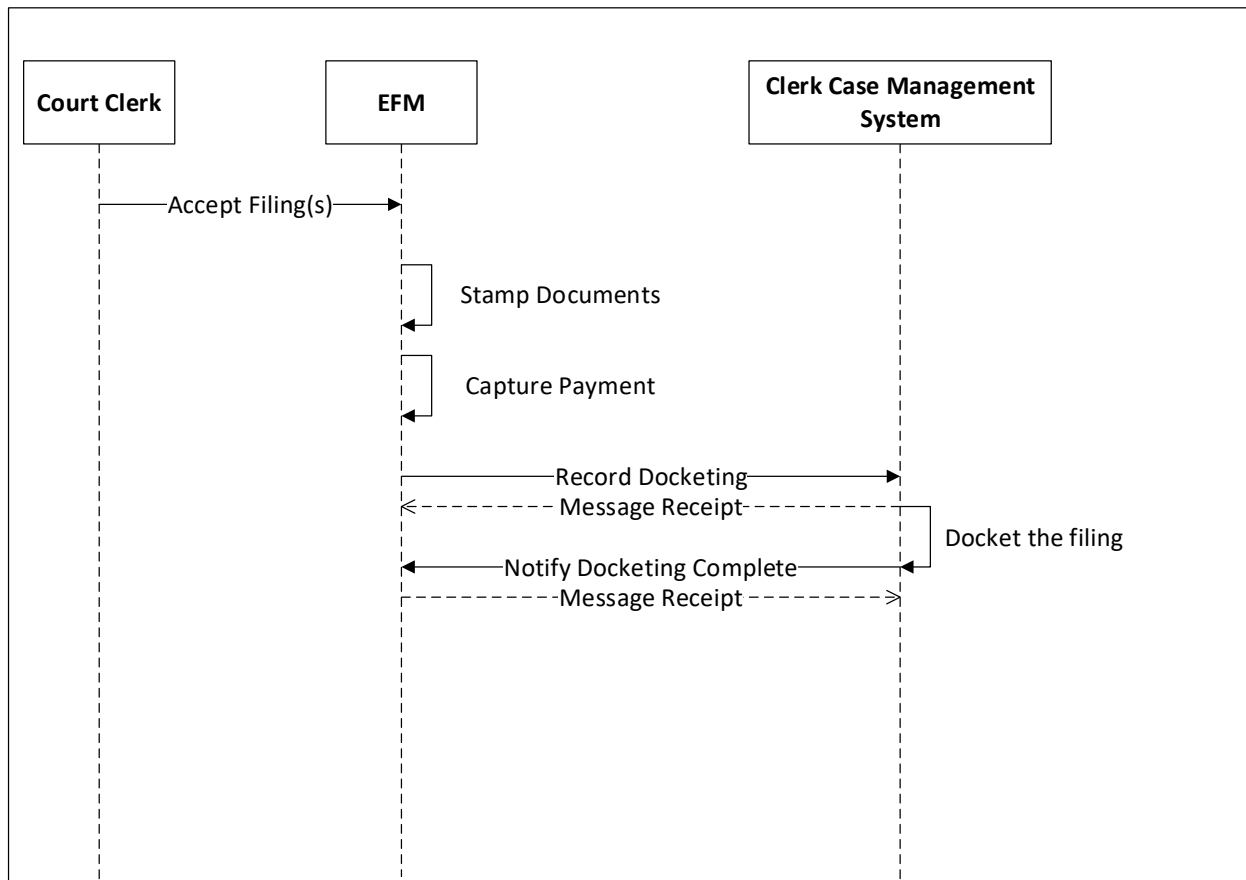 Court Clerk
EFM
Clerk Case Management
System
Accept Filing(s)
Stamp Documents
Capture Payment
Record Docketing
Message Receipt
Docket the filing
Notify Docketing Complete
Message Receipt